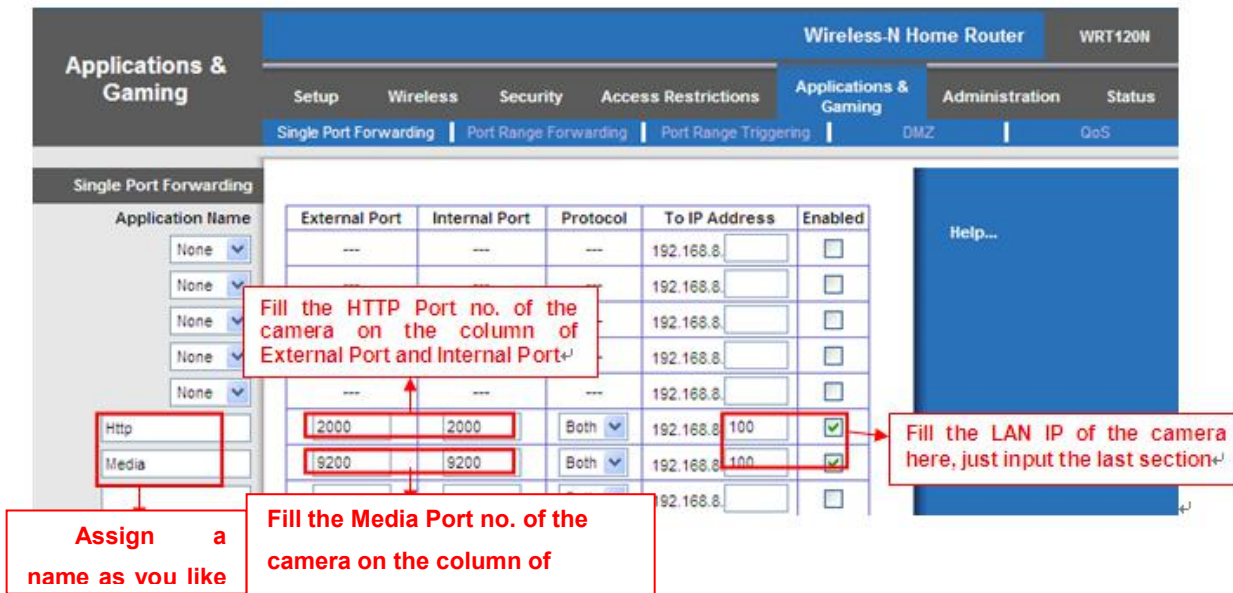 Wireless-N Home Router WRT120N
Applications &
Gaming
Setup Wireless Security Access Restrictions Applications & Gaming Administration Status
Single Port Forwarding Port Range Forwarding Port Range Triggering DMZ QoS
Single Port Forwarding
Application Name External Port Internal Port Protocol To IP Address Enabled
Help...
None --- --- --- 192.168.8.
None --- --- --- 192.168.8.
None 192.168.8.
None 192.168.8.
None --- --- --- 192.168.8.
Fill the HTTP Port no. of the
camera on the column of
External Port and Internal Port↵
Http 2000 2000 Both 192.168.8. 100
Media 9200 9200 Both 192.168.8. 100
192.168.8.
Fill the LAN IP of the camera
here, just input the last section↵
↵
Assign a
name as you like
Fill the Media Port no. of the
camera on the column of